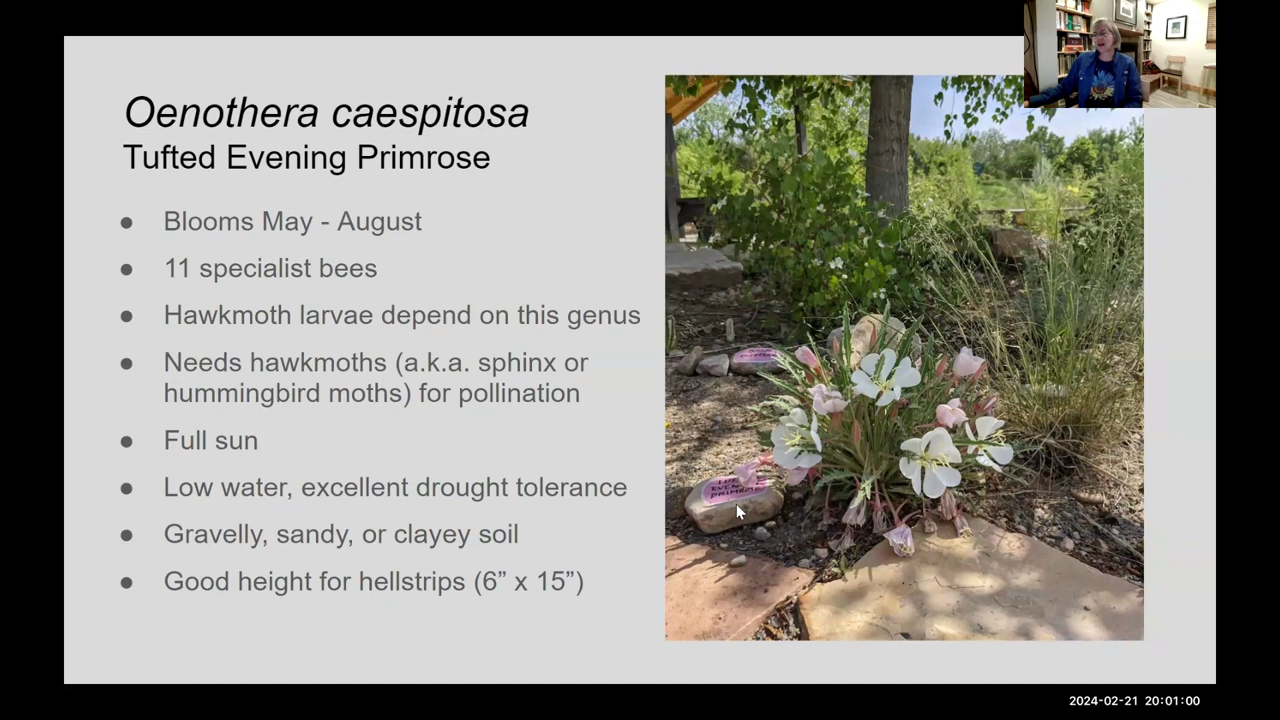 Oenothera caespitosa
Tufted Evening Primrose
● Blooms May - August
● 11 specialist bees
● Hawkmoth larvae depend on this genus
● Needs hawkmoths (a.k.a. sphinx or
hummingbird moths) for pollination
● Full sun
● Low water, excellent drought tolerance
● Gravelly, sandy, or clayey soil
● Good height for hellstrips (6” x 15”)
PRIMROSE
2024-02-21 20:01:00